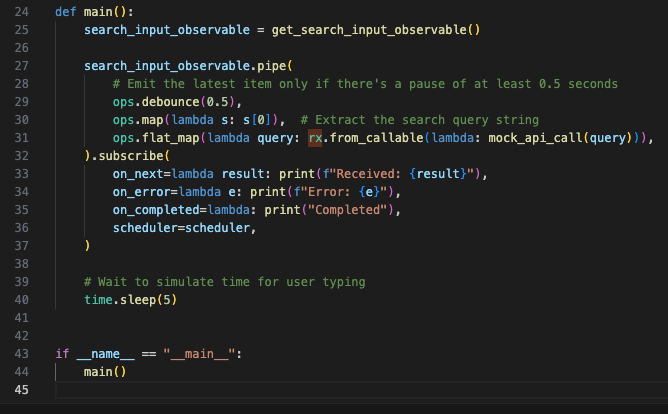 24 def main():
25     search_input_observable = get_search_input_observable()
26
27     search_input_observable.pipe(
28         # Emit the latest item only if there's a pause of at least 0.5 seconds
29         ops.debounce(0.5),
30         ops.map(lambda s: s[0]),  # Extract the search query string
31         ops.flat_map(lambda query: rx.from_callable(lambda: mock_api_call(query))),
32     ).subscribe(
33         on_next=lambda result: print(f"Received: {result}"),
34         on_error=lambda e: print(f"Error: {e}"),
35         on_completed=lambda: print("Completed"),
36         scheduler=scheduler,
37     )
38
39     # Wait to simulate time for user typing
40     time.sleep(5)
41
42
43 if __name__ == "__main__":
44     main()
45